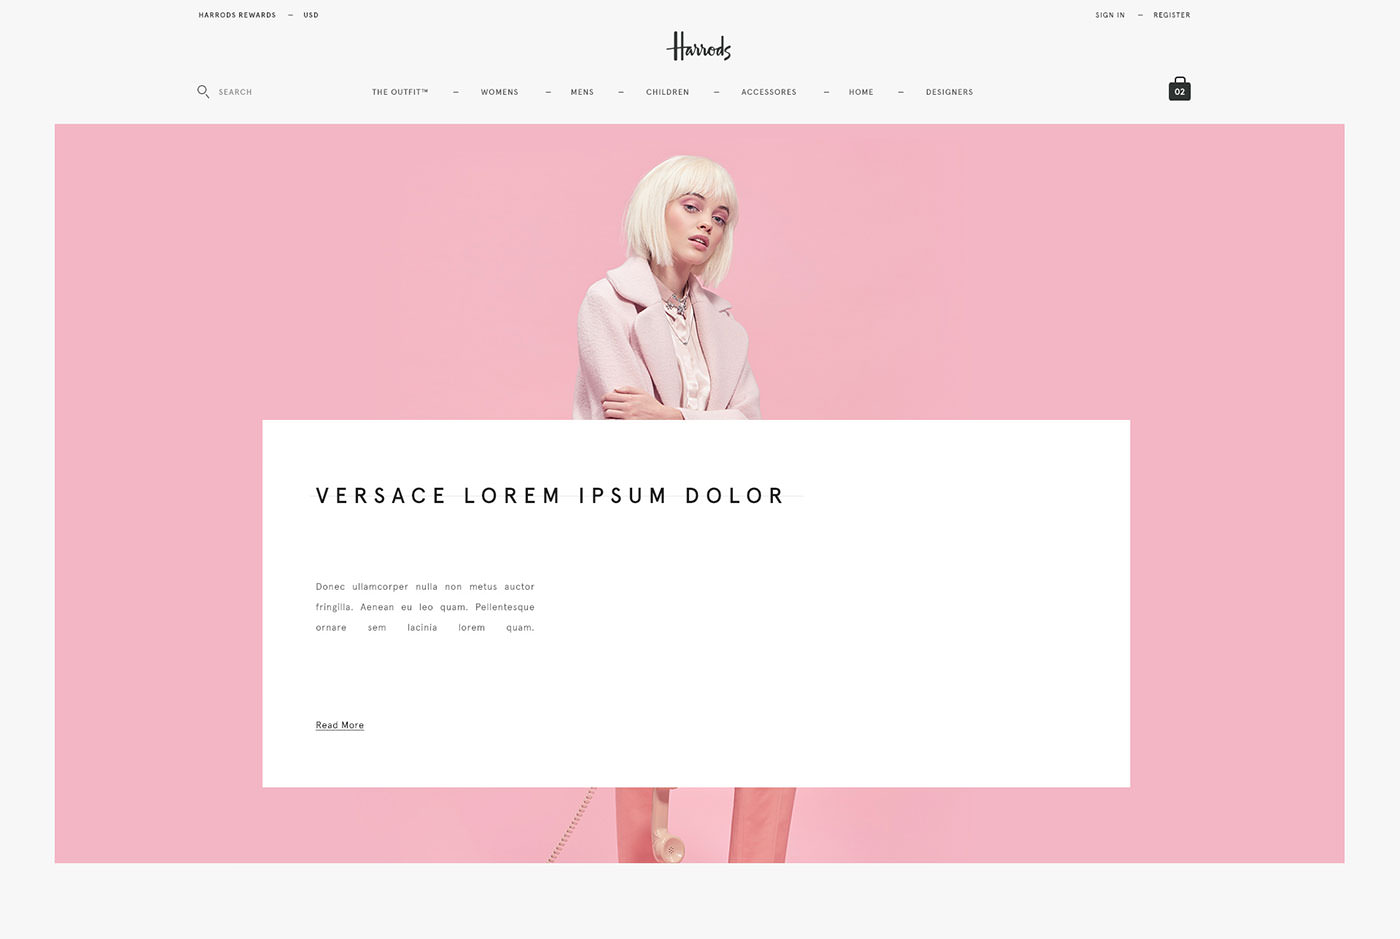 HARRODS REWARDS — USD
SIGN IN — REGISTER
Harrods
SEARCH
THE OUTFIT™ — WOMENS — MENS — CHILDREN — ACCESSORES — HOME — DESIGNERS
02
VERSACE LOREM IPSUM DOLOR
Donec ullamcorper nulla non metus auctor
fringilla. Aenean eu leo quam. Pellentesque
ornare sem lacinia lorem quam.
Read More